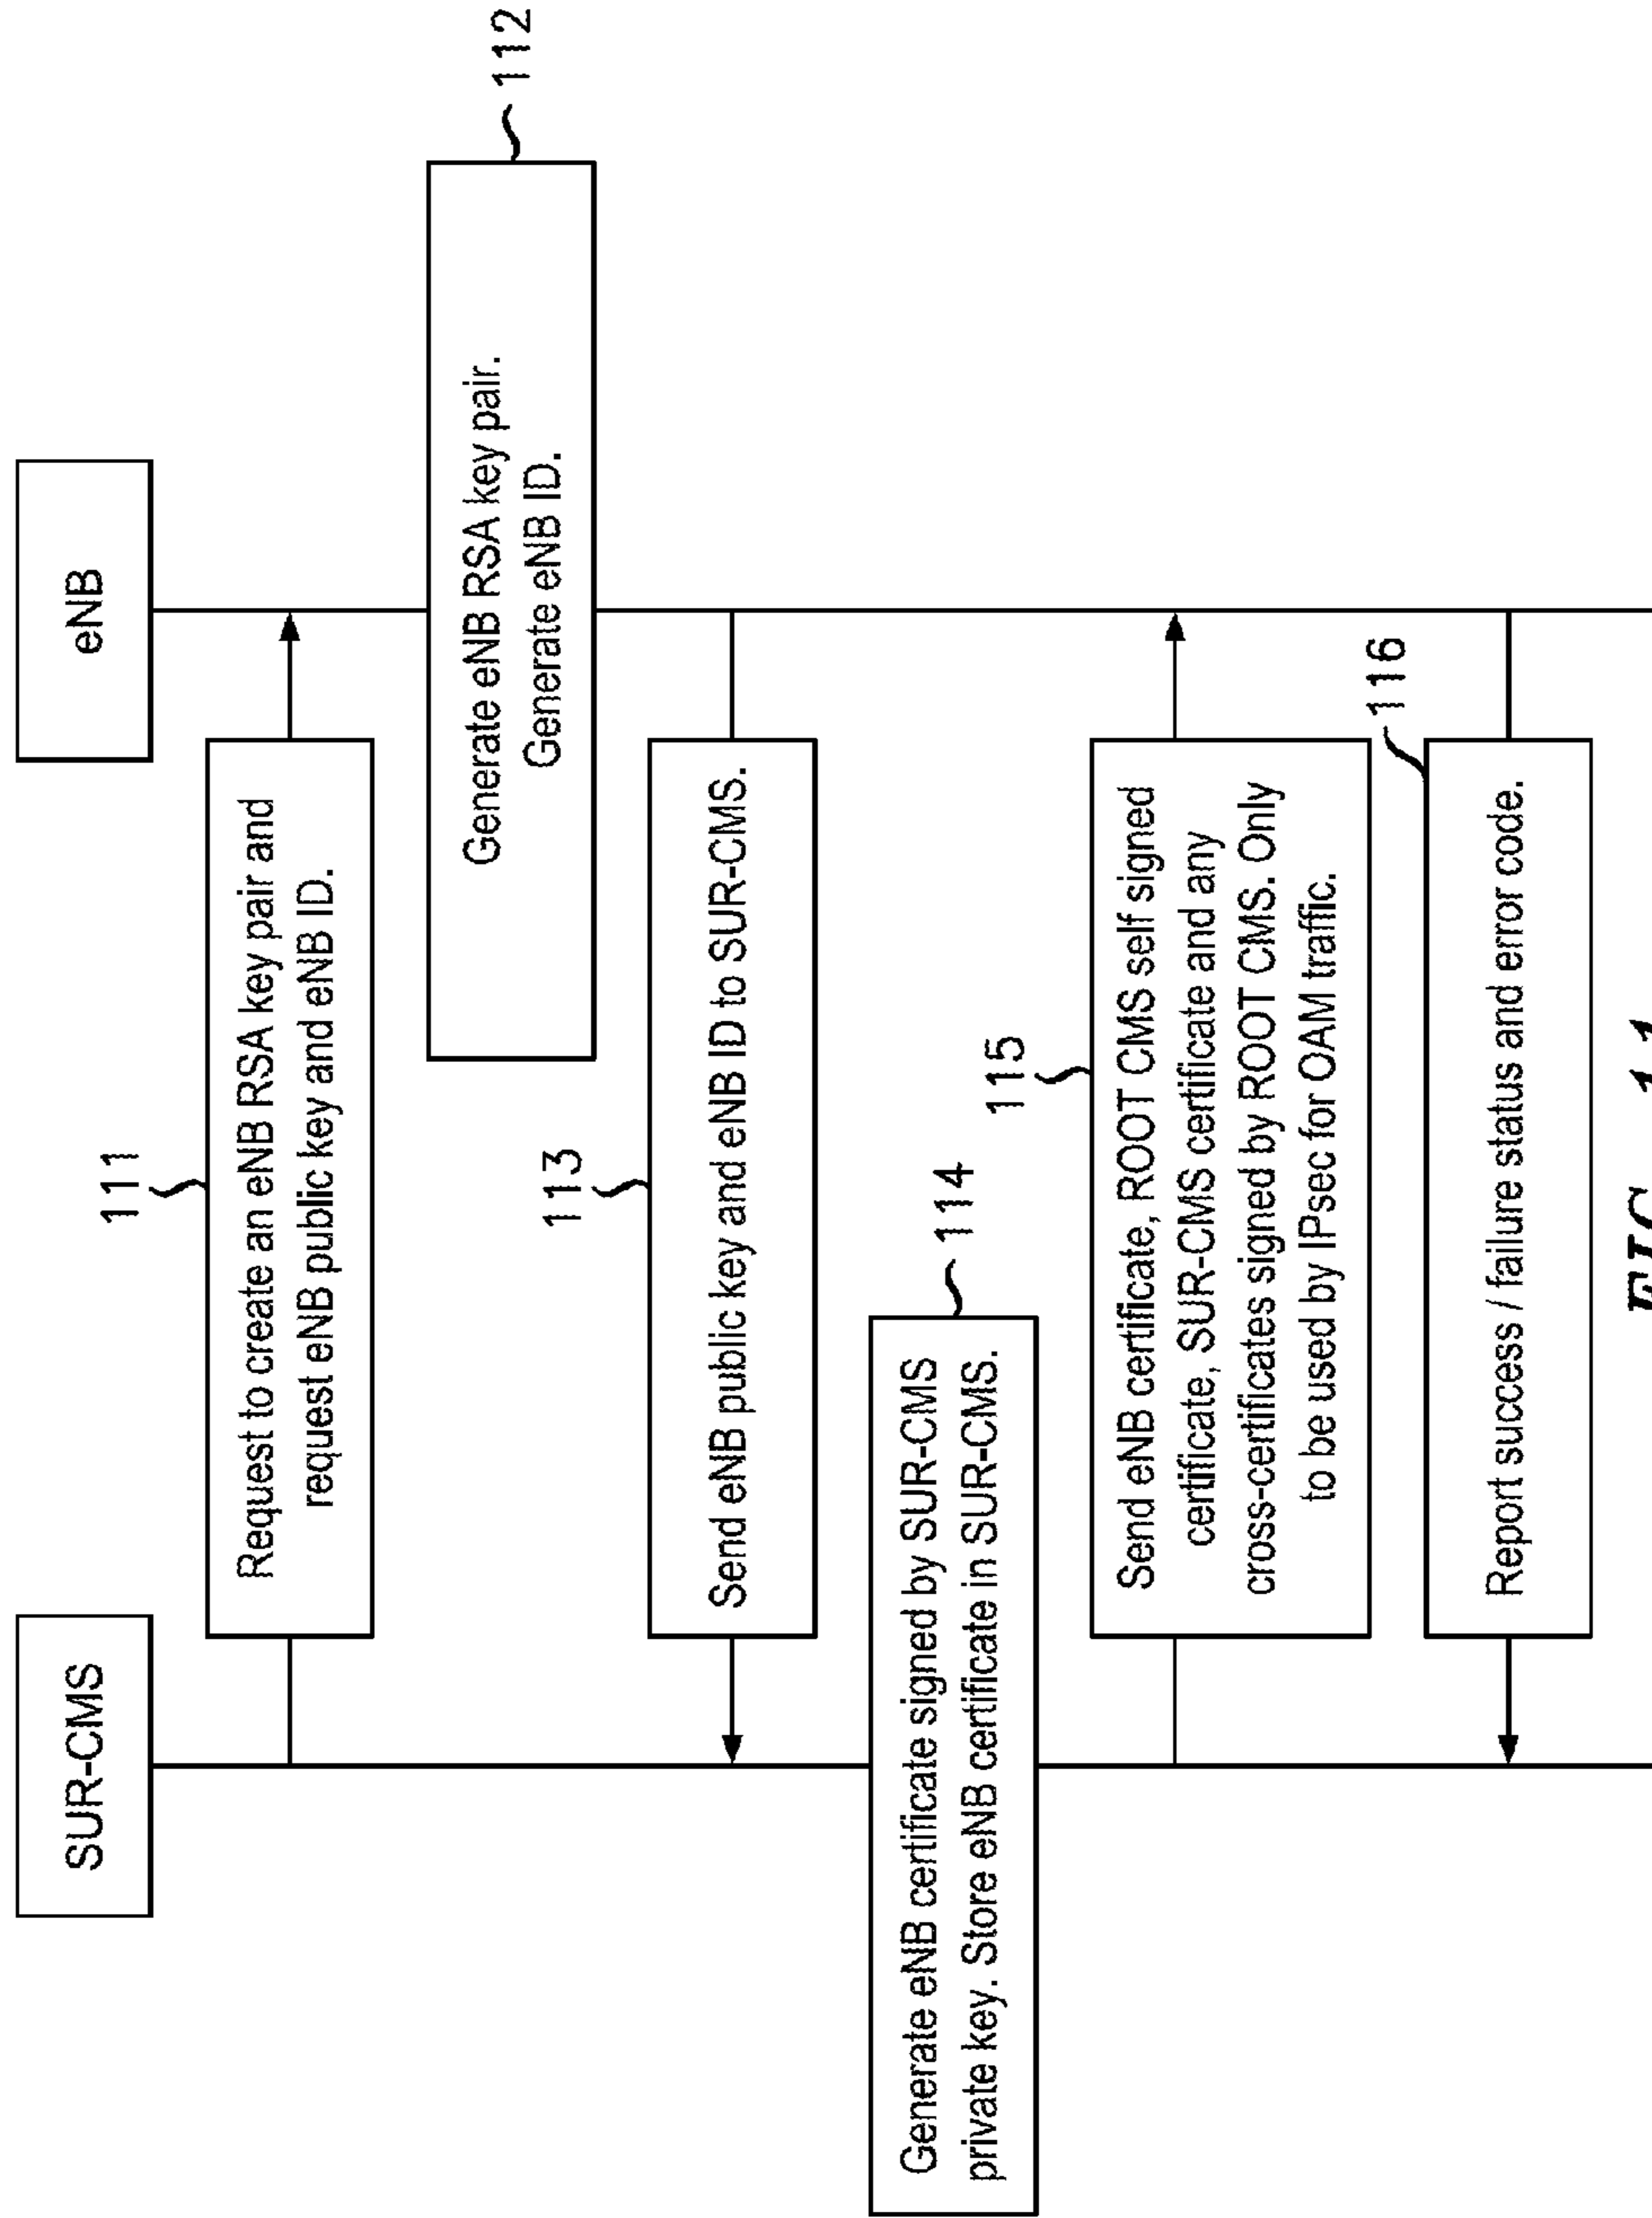 SUR-CMS
eNB
111
Request to create an eNB RSA key pair and
request eNB public key and eNB ID.
112
Generate eNB RSA key pair.
Generate eNB ID.
113
Send eNB public key and eNB ID to SUR-CMS.
114
Generate eNB certificate signed by SUR-CMS
private key. Store eNB certificate in SUR-CMS.
115
Send eNB certificate, ROOT CMS self signed
certificate, SUR-CMS certificate and any
cross-certificates signed by ROOT CMS. Only
to be used by IPsec for OAM traffic.
116
Report success / failure status and error code.
FIG. 11